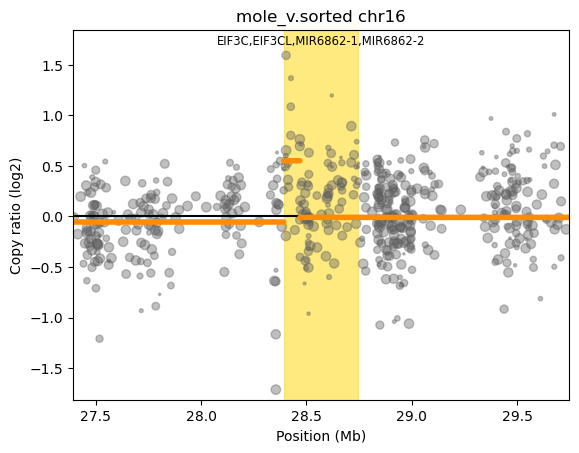 mole_v.sorted chr16
EIF3C,EIF3CL,MIR6862-1,MIR6862-2
Copy ratio (log2)
1.5
1.0
0.5
0.0
−0.5
−1.0
−1.5
27.5 28.0 28.5 29.0 29.5
Position (Mb)